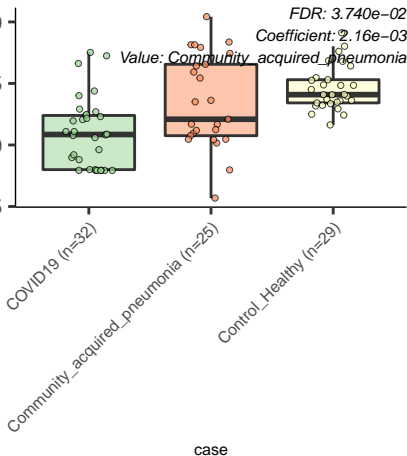 FDR: 3.740e−02
Coefficient: 2.16e−03
Value: Community_acquired_pneumonia
COVID19 (n=32)
Community_acquired_pneumonia (n=25)
Control_Healthy (n=29)
case